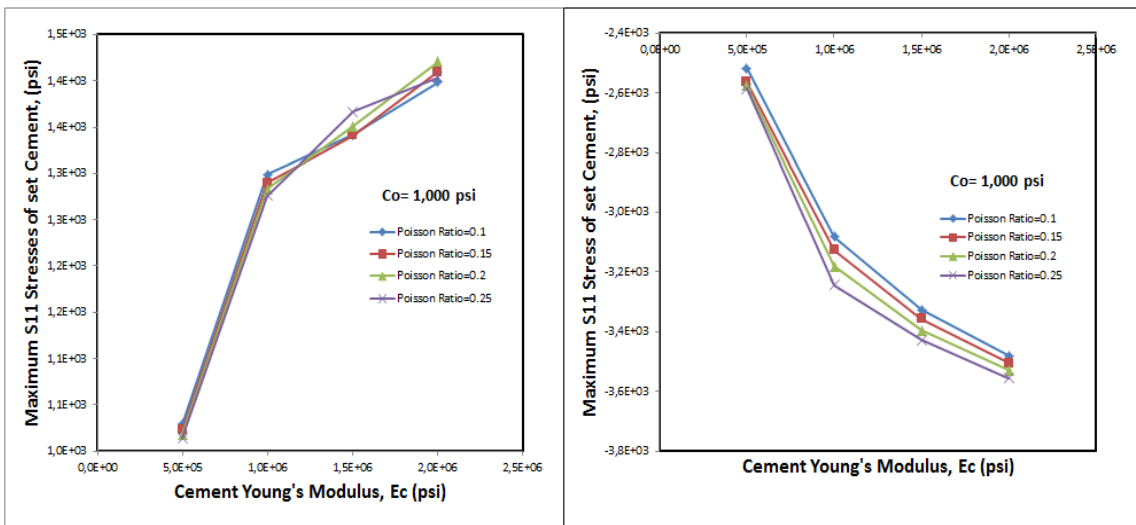 Maximum S11 Stresses of set Cement, (psi)
1,5E+03
1,4E+03
1,4E+03
1,3E+03
1,3E+03
1,2E+03
1,2E+03
1,1E+03
1,1E+03
1,0E+03
0,0E+00 5,0E+05 1,0E+06 1,5E+06 2,0E+06 2,5E+06
Cement Young's Modulus, Ec (psi)
Co= 1,000 psi
Poisson Ratio=0.1
Poisson Ratio=0.15
Poisson Ratio=0.2
Poisson Ratio=0.25
Maximum S11 Stress of set Cement, (psi)
-2,4E+03
0,0E+00 5,0E+05 1,0E+06 1,5E+06 2,0E+06 2,5E+06
-2,6E+03
-2,8E+03
-3,0E+03
-3,2E+03
-3,4E+03
-3,6E+03
-3,8E+03
Co= 1,000 psi
Poisson Ratio=0.1
Poisson Ratio=0.15
Poisson Ratio=0.2
Poisson Ratio=0.25
Cement Young's Modulus, Ec (psi)